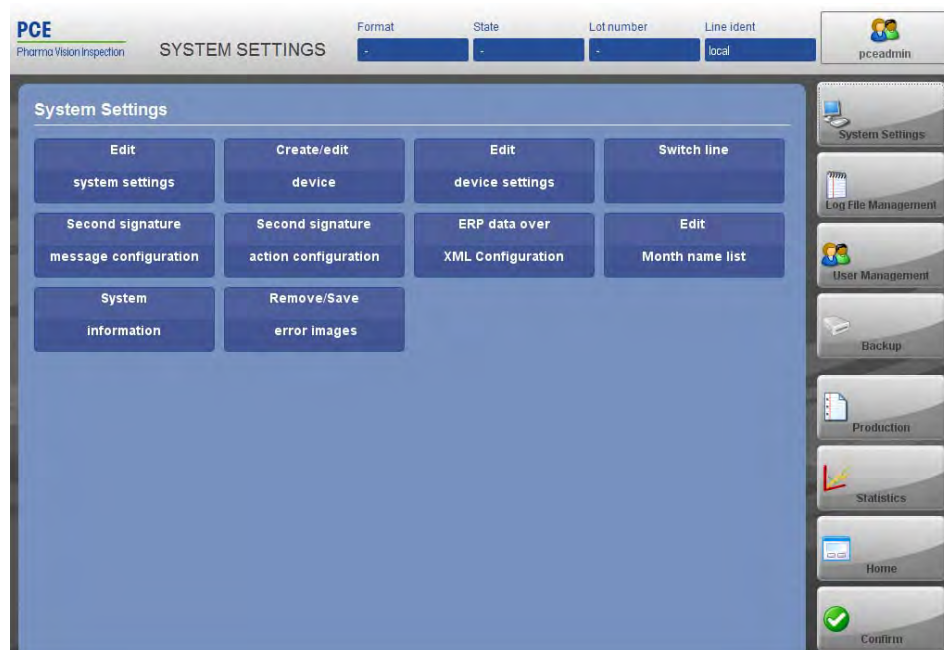 PCE
Pharma Vision Inspection
SYSTEM SETTINGS
Format
-
State
-
Lot number
-
Line ident
local
pceadmin
System Settings
Edit
system settings
Create/edit
device
Edit
device settings
Switch line
Second signature
message configuration
Second signature
action configuration
ERP data over
XML Configuration
Edit
Month name list
System
information
Remove/Save
error images
System Settings
Log File Management
User Management
Backup
Production
Statistics
Home
Confirm